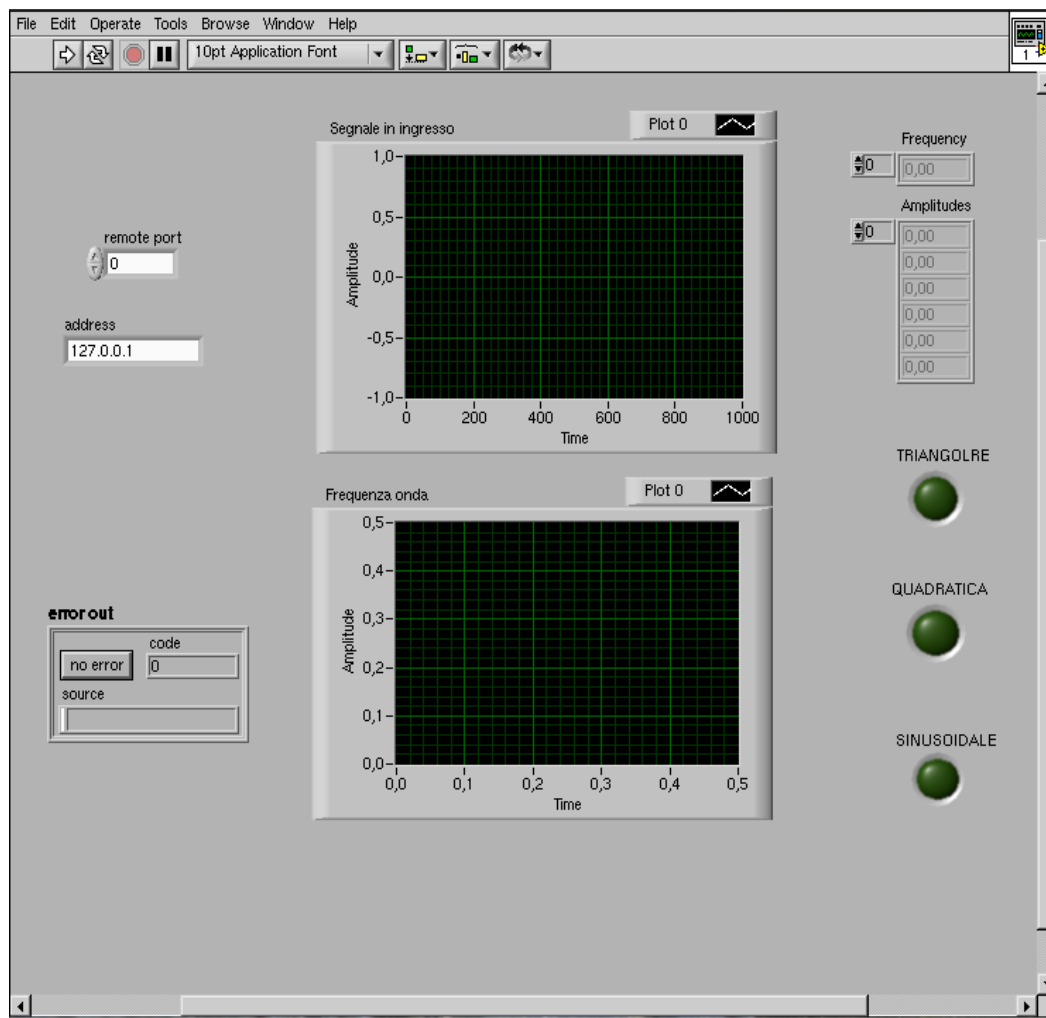 File Edit Operate Tools Browse Window Help
10pt Application Font
1
Segnale in ingresso
Plot 0
1,0
0,5
0,0
-0,5
-1,0
Amplitude
0 200 400 600 800 1000
Time
Frequency
0 0,00
Amplitudes
0 0,00
0,00
0,00
0,00
0,00
0,00
remote port
0
address
127.0.0.1
TRIANGOLRE
Frequenza onda
Plot 0
0,5
0,4
0,3
0,2
0,1
0,0
Amplitude
0,0 0,1 0,2 0,3 0,4 0,5
Time
QUADRATICA
error out
code
no error 0
source
SINUSOIDALE